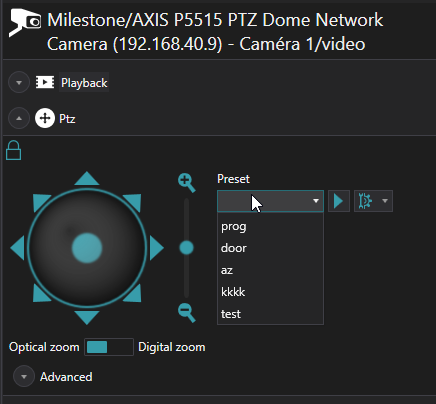 Milestone/AXIS P5515 PTZ Dome Network
Camera (192.168.40.9) - Caméra 1/video
Playback
Ptz
Preset
prog
door
az
kkkk
test
Optical zoom
Digital zoom
Advanced